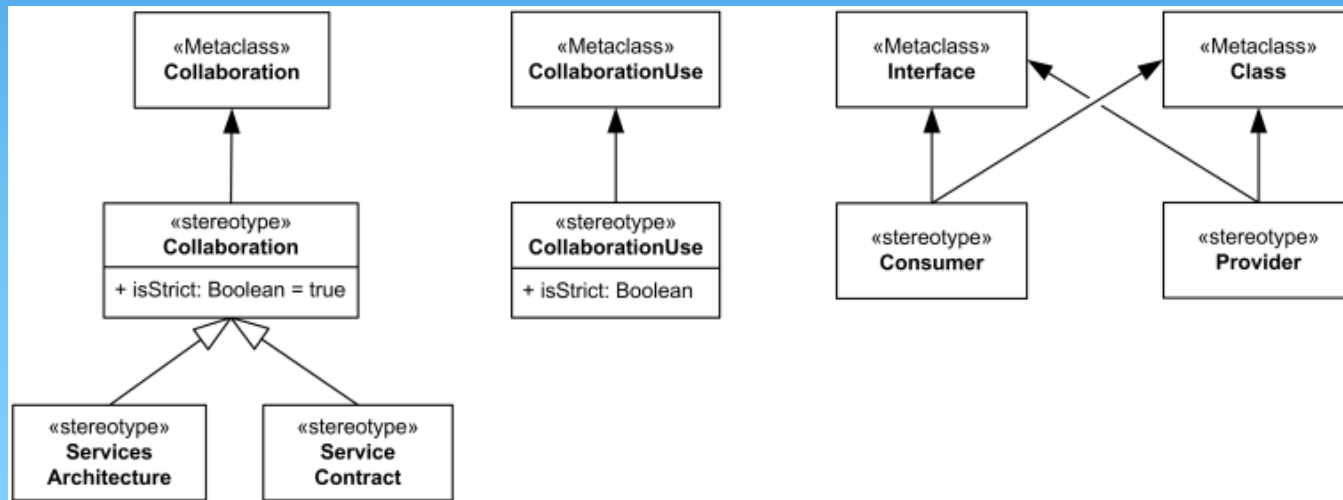 «Metaclass»
Collaboration
«Metaclass»
CollaborationUse
«Metaclass»
Interface
«Metaclass»
Class
«stereotype»
Collaboration
+ isStrict: Boolean = true
«stereotype»
CollaborationUse
+ isStrict: Boolean
«stereotype»
Consumer
«stereotype»
Provider
«stereotype»
Services
Architecture
«stereotype»
Service
Contract